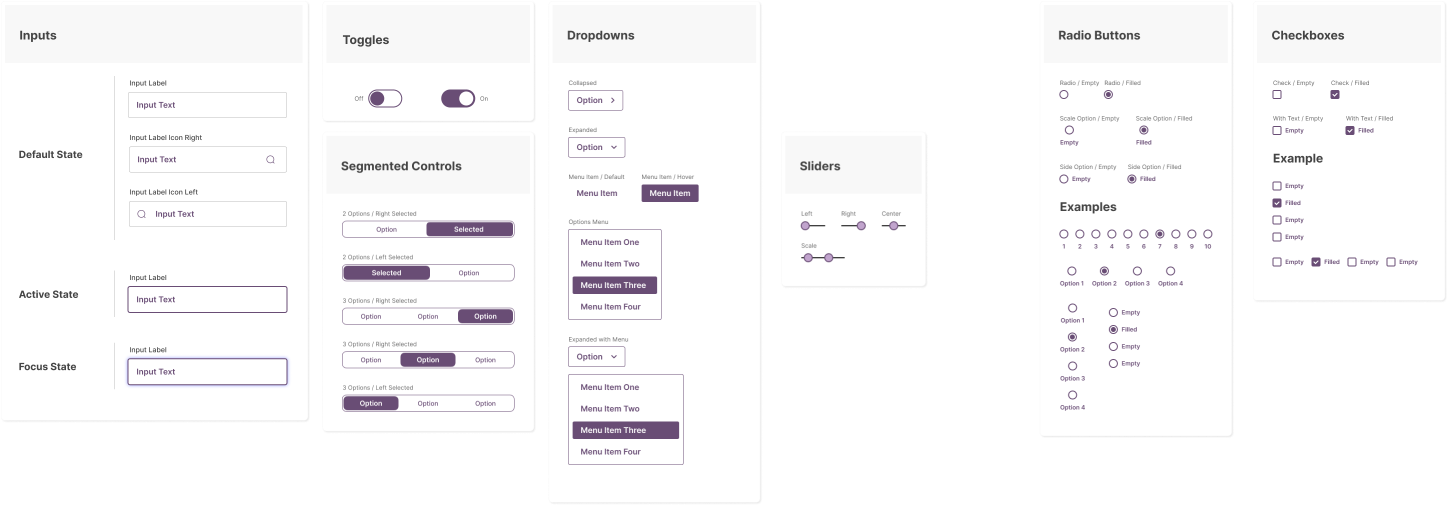 Inputs
Default State
Input Label
Input Text
Input Label Icon Right
Input Text
Input Label Icon Left
Input Text
Active State
Input Label
Input Text
Focus State
Input Label
Input Text
Toggles
Off
On
Segmented Controls
2 Options / Right Selected
Option Selected
2 Options / Left Selected
Selected Option
3 Options / Right Selected
Option Option Option
3 Options / Right Selected
Option Option Option
3 Options / Left Selected
Option Option Option
Dropdowns
Collapsed
Option
Expanded
Option
Menu Item / Default Menu Item / Hover
Menu Item Menu Item
Options Menu
Menu Item One
Menu Item Two
Menu Item Three
Menu Item Four
Expanded with Menu
Option
Menu Item One
Menu Item Two
Menu Item Three
Menu Item Four
Sliders
Left Right Center
Scale
Radio Buttons
Radio / Empty Radio / Filled
Scale Option / Empty Scale Option / Filled
Empty Filled
Side Option / Empty Side Option / Filled
Empty Filled
Examples
1 2 3 4 5 6 7 8 9 10
Option 1 Option 2 Option 3 Option 4
Option 1
Option 2
Option 3
Option 4
Empty
Filled
Empty
Empty
Checkboxes
Check / Empty Check / Filled
With Text / Empty With Text / Filled
Empty Filled
Example
Empty
Filled
Empty
Empty
Empty Filled Empty Empty